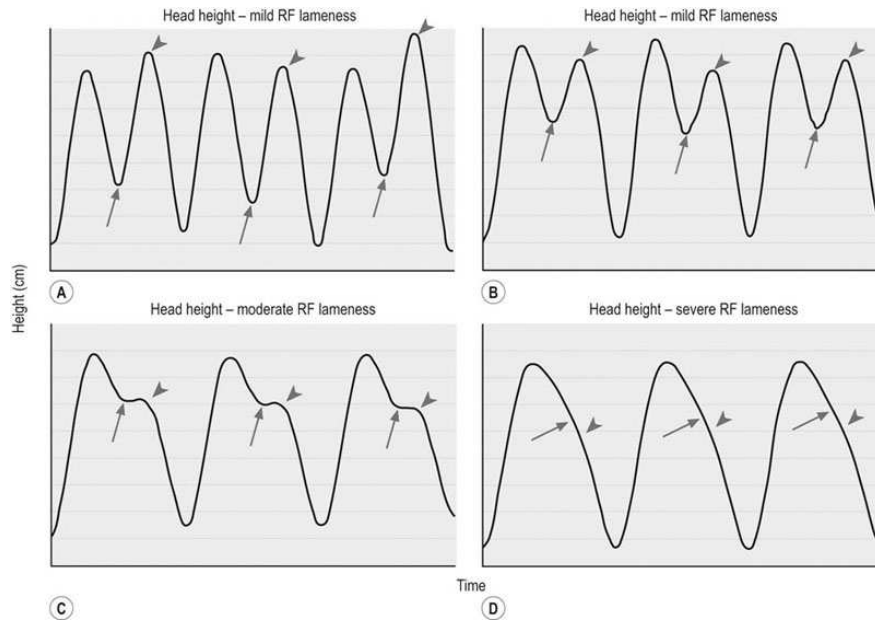 Head height – mild RF lameness
Head height – mild RF lameness
A
B
Height (cm)
Head height – moderate RF lameness
Head height – severe RF lameness
Time
C
D